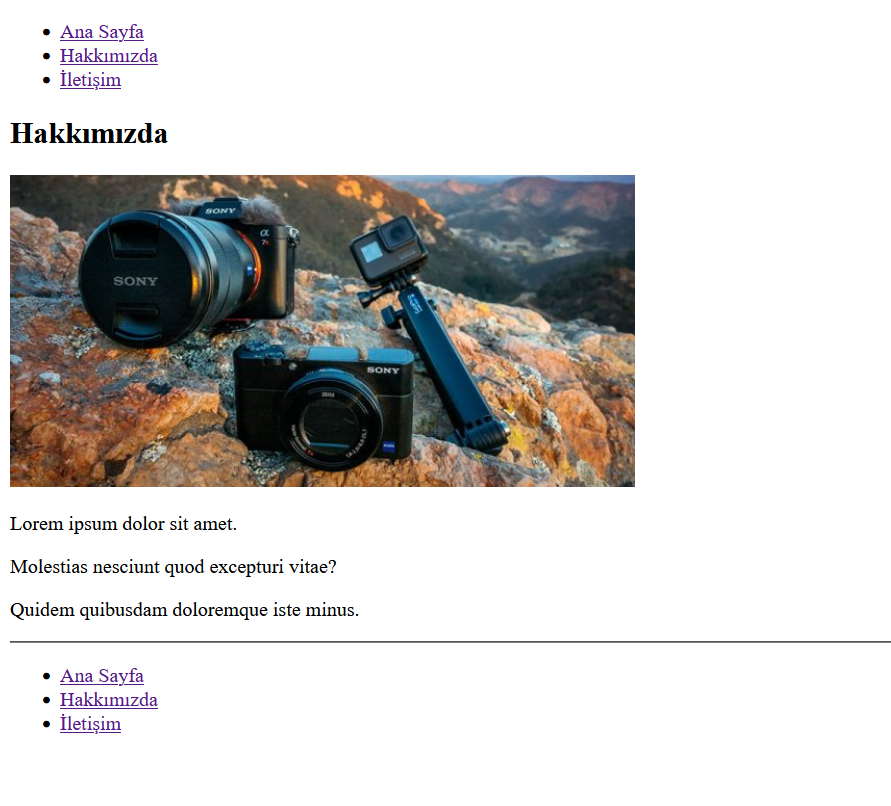 Ana Sayfa
Hakkımızda
İletişim
Hakkımızda
SONY
α
SONY
SONY
GoPro
Lorem ipsum dolor sit amet.
Molestias nesciunt quod excepturi vitae?
Quidem quibusdam doloremque iste minus.
Ana Sayfa
Hakkımızda
İletişim